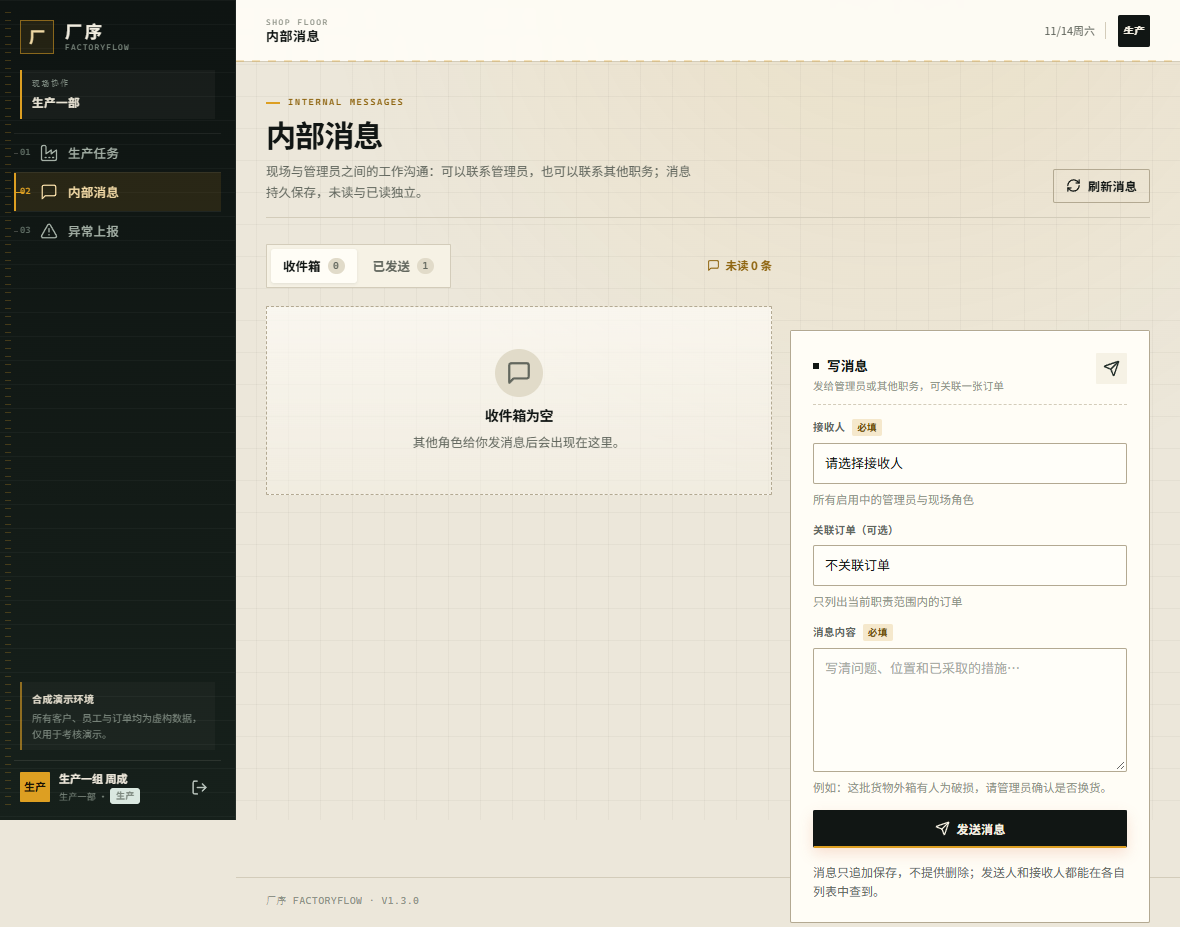 厂
厂序
FACTORYFLOW
现场协作
生产一部
01 生产任务
02 内部消息
03 异常上报
合成演示环境
所有客户、员工与订单均为虚构数据，
仅用于考核演示。
生产
生产一组 周成
生产一部 · 生产
SHOP FLOOR
内部消息
11/14周六
生产
INTERNAL MESSAGES
内部消息
现场与管理员之间的工作沟通：可以联系管理员，也可以联系其他职务；消息
持久保存，未读与已读独立。
刷新消息
收件箱 0
已发送 1
未读 0 条
收件箱为空
其他角色给你发消息后会出现在这里。
写消息
发给管理员或其他职务，可关联一张订单
接收人 必填
请选择接收人
所有启用中的管理员与现场角色
关联订单（可选）
不关联订单
只列出当前职责范围内的订单
消息内容 必填
写清问题、位置和已采取的措施…
例如：这批货物外箱有人为破损，请管理员确认是否换货。
发送消息
消息只追加保存，不提供删除；发送人和接收人都能在各自
列表中查到。
厂序 FACTORYFLOW · V1.3.0